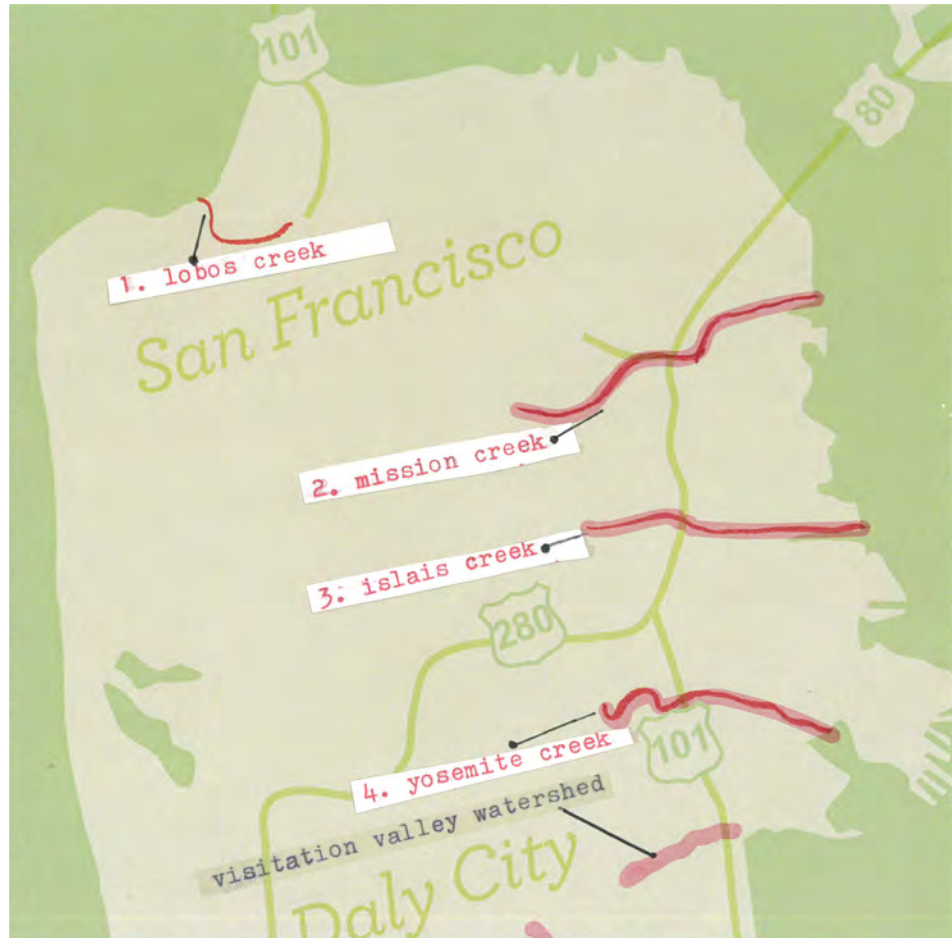 101
80
1. lobos creek
San Francisco
2. mission creek
3. islais creek
280
4. yosemite creek
101
visitation valley watershed
Daly City